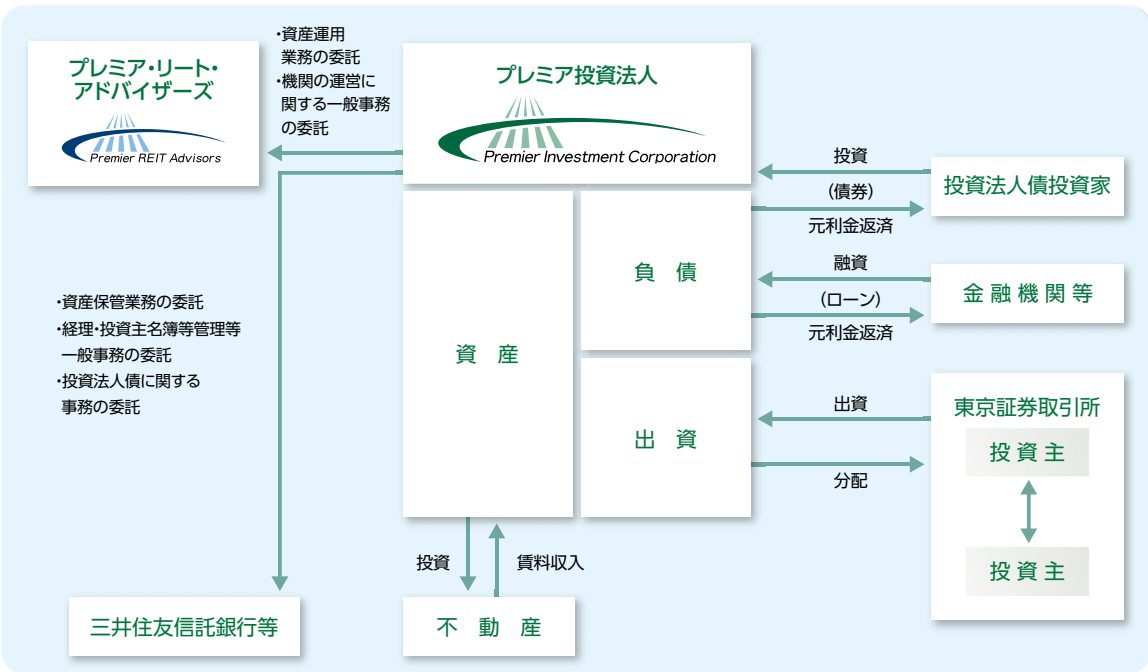 プレミア・リート・
アドバイザーズ
Premier REIT Advisors
・資産運用
業務の委託
・機関の運営に
関する一般事務
の委託
プレミア投資法人
Premier Investment Corporation
投資
(債券)
元利金返済
投資法人債投資家
負債
融資
(ローン)
元利金返済
金融機関等
・資産保管業務の委託
・経理・投資主名簿等管理等
一般事務の委託
・投資法人債に関する
事務の委託
資産
出資
出資
分配
東京証券取引所
投資主
投資主
投資
賃料収入
三井住友信託銀行等
不動産